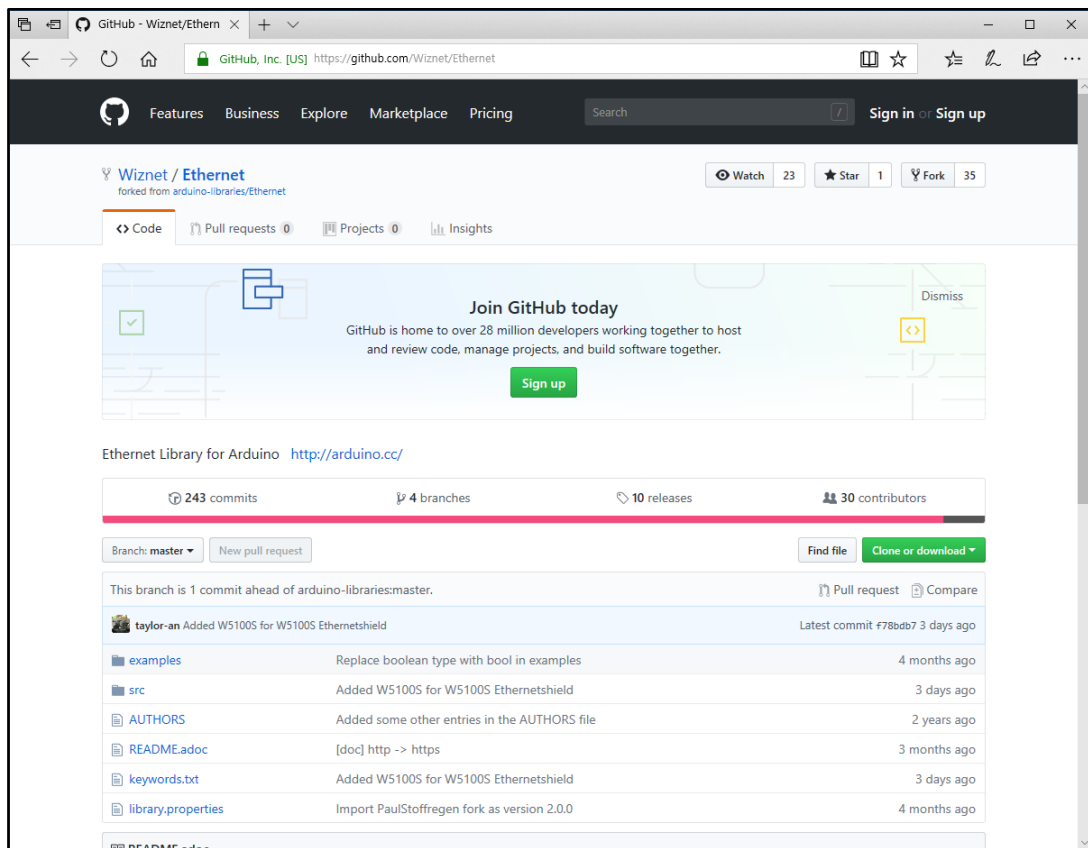 GitHub - Wiznet/Ethern
GitHub, Inc. [US] https://github.com/Wiznet/Ethernet
Features Business Explore Marketplace Pricing Search / Sign in or Sign up
Wiznet / Ethernet Watch 23 Star 1 Fork 35
forked from arduino-libraries/Ethernet
<> Code Pull requests 0 Projects 0 Insights
Join GitHub today Dismiss
GitHub is home to over 28 million developers working together to host
and review code, manage projects, and build software together.
Sign up
Ethernet Library for Arduino http://arduino.cc/
243 commits 4 branches 10 releases 30 contributors
Branch: master New pull request Find file Clone or download
This branch is 1 commit ahead of arduino-libraries:master. Pull request Compare
taylor-an Added W5100S for W5100S Ethernetshield Latest commit f78bdb7 3 days ago
examples Replace boolean type with bool in examples 4 months ago
src Added W5100S for W5100S Ethernetshield 3 days ago
AUTHORS Added some other entries in the AUTHORS file 2 years ago
README.adoc [doc] http -> https 3 months ago
keywords.txt Added W5100S for W5100S Ethernetshield 3 days ago
library.properties Import PaulStoffregen fork as version 2.0.0 4 months ago
README.adoc